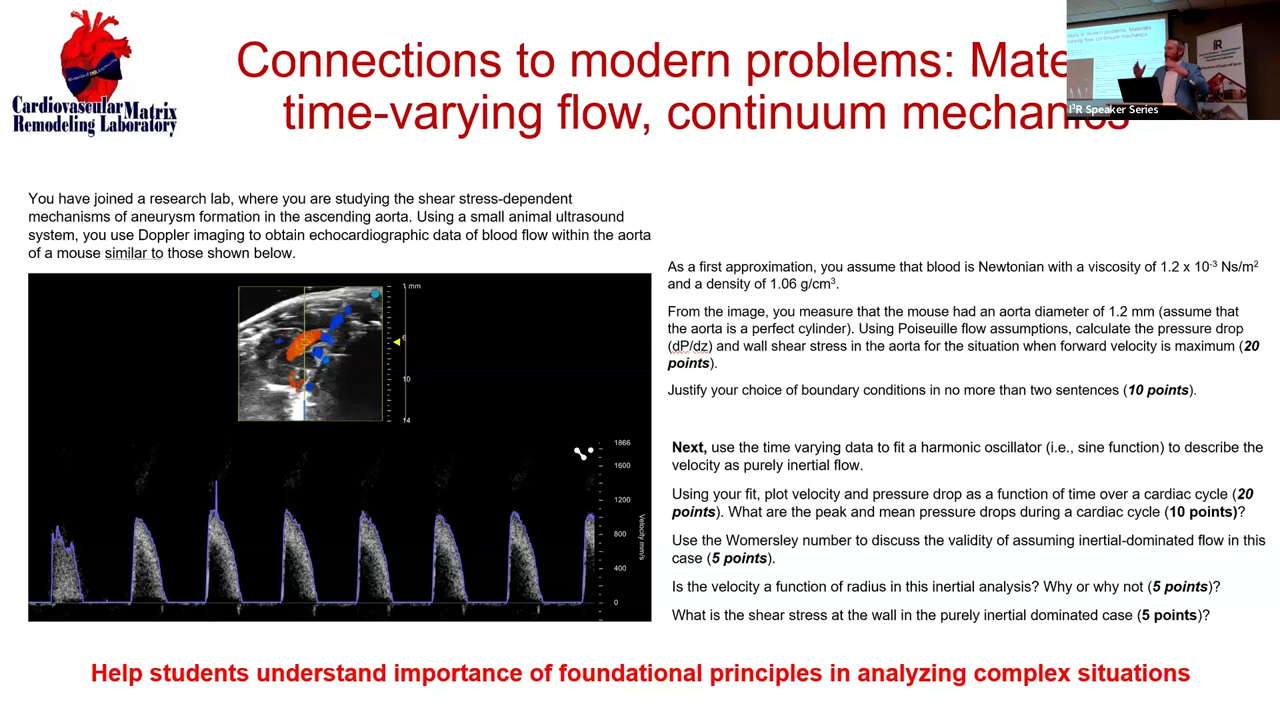 Cardiovascular Matrix
Remodeling Laboratory
Connections to modern problems: Mate
time-varying flow, continuum mechanics
I³R Speaker Series
You have joined a research lab, where you are studying the shear stress-dependent
mechanisms of aneurysm formation in the ascending aorta. Using a small animal ultrasound
system, you use Doppler imaging to obtain echocardiographic data of blood flow within the aorta
of a mouse similar to those shown below.
1 mm
6
10
14
1866
1600
1200
800
400
0
Velocity mm/s
As a first approximation, you assume that blood is Newtonian with a viscosity of 1.2 x 10⁻³ Ns/m²
and a density of 1.06 g/cm³.
From the image, you measure that the mouse had an aorta diameter of 1.2 mm (assume that
the aorta is a perfect cylinder). Using Poiseuille flow assumptions, calculate the pressure drop
(dP/dz) and wall shear stress in the aorta for the situation when forward velocity is maximum (20
points).
Justify your choice of boundary conditions in no more than two sentences (10 points).
Next, use the time varying data to fit a harmonic oscillator (i.e., sine function) to describe the
velocity as purely inertial flow.
Using your fit, plot velocity and pressure drop as a function of time over a cardiac cycle (20
points). What are the peak and mean pressure drops during a cardiac cycle (10 points)?
Use the Womersley number to discuss the validity of assuming inertial-dominated flow in this
case (5 points).
Is the velocity a function of radius in this inertial analysis? Why or why not (5 points)?
What is the shear stress at the wall in the purely inertial dominated case (5 points)?
Help students understand importance of foundational principles in analyzing complex situations